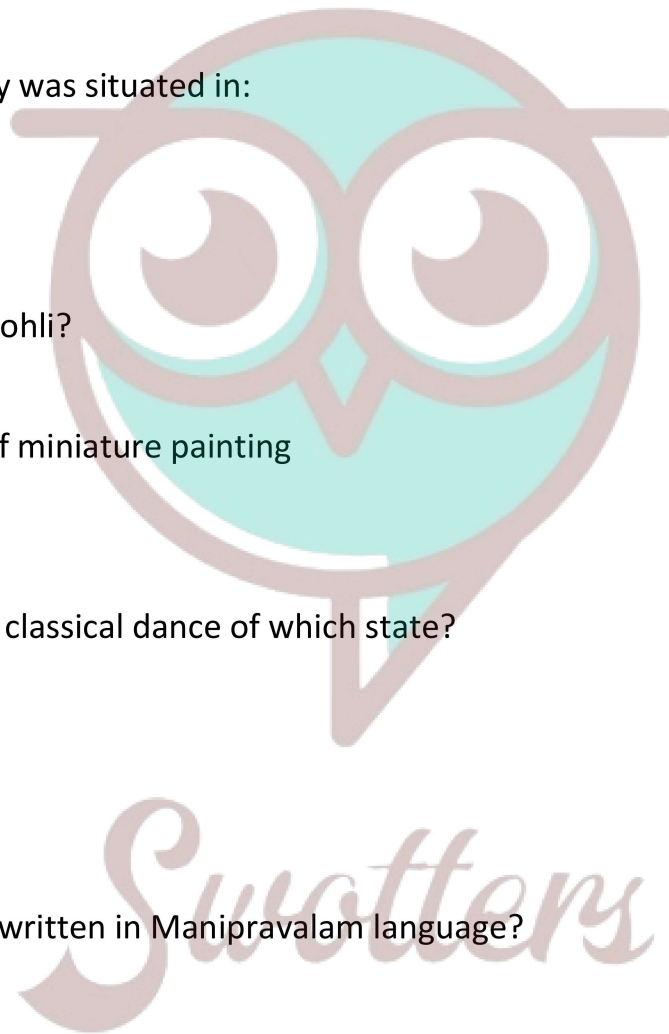 y was situated in:
ohli?
f miniature painting
classical dance of which state?
written in Manipravalam language?
Swotters